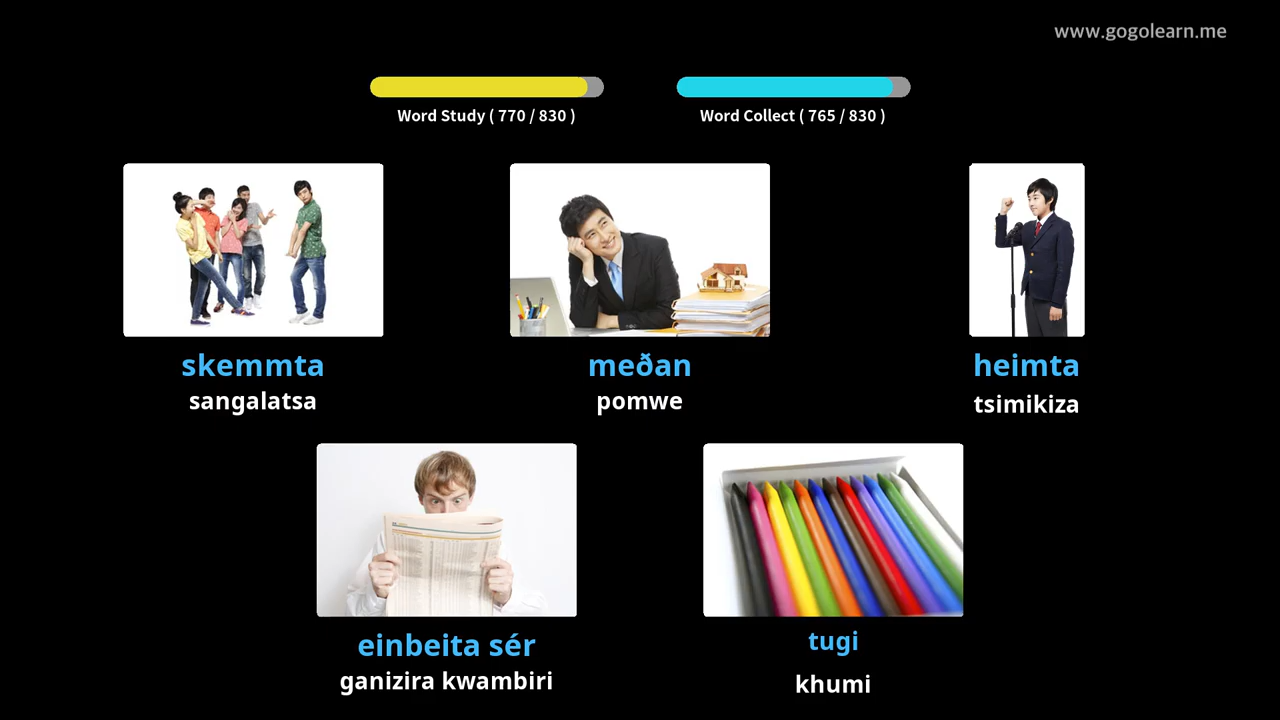 www.gogolearn.me
Word Study ( 770 / 830 )
Word Collect ( 765 / 830 )
skemmta
sangalatsa
meðan
pomwe
heimta
tsimikiza
einbeita sér
ganizira kwambiri
tugi
khumi